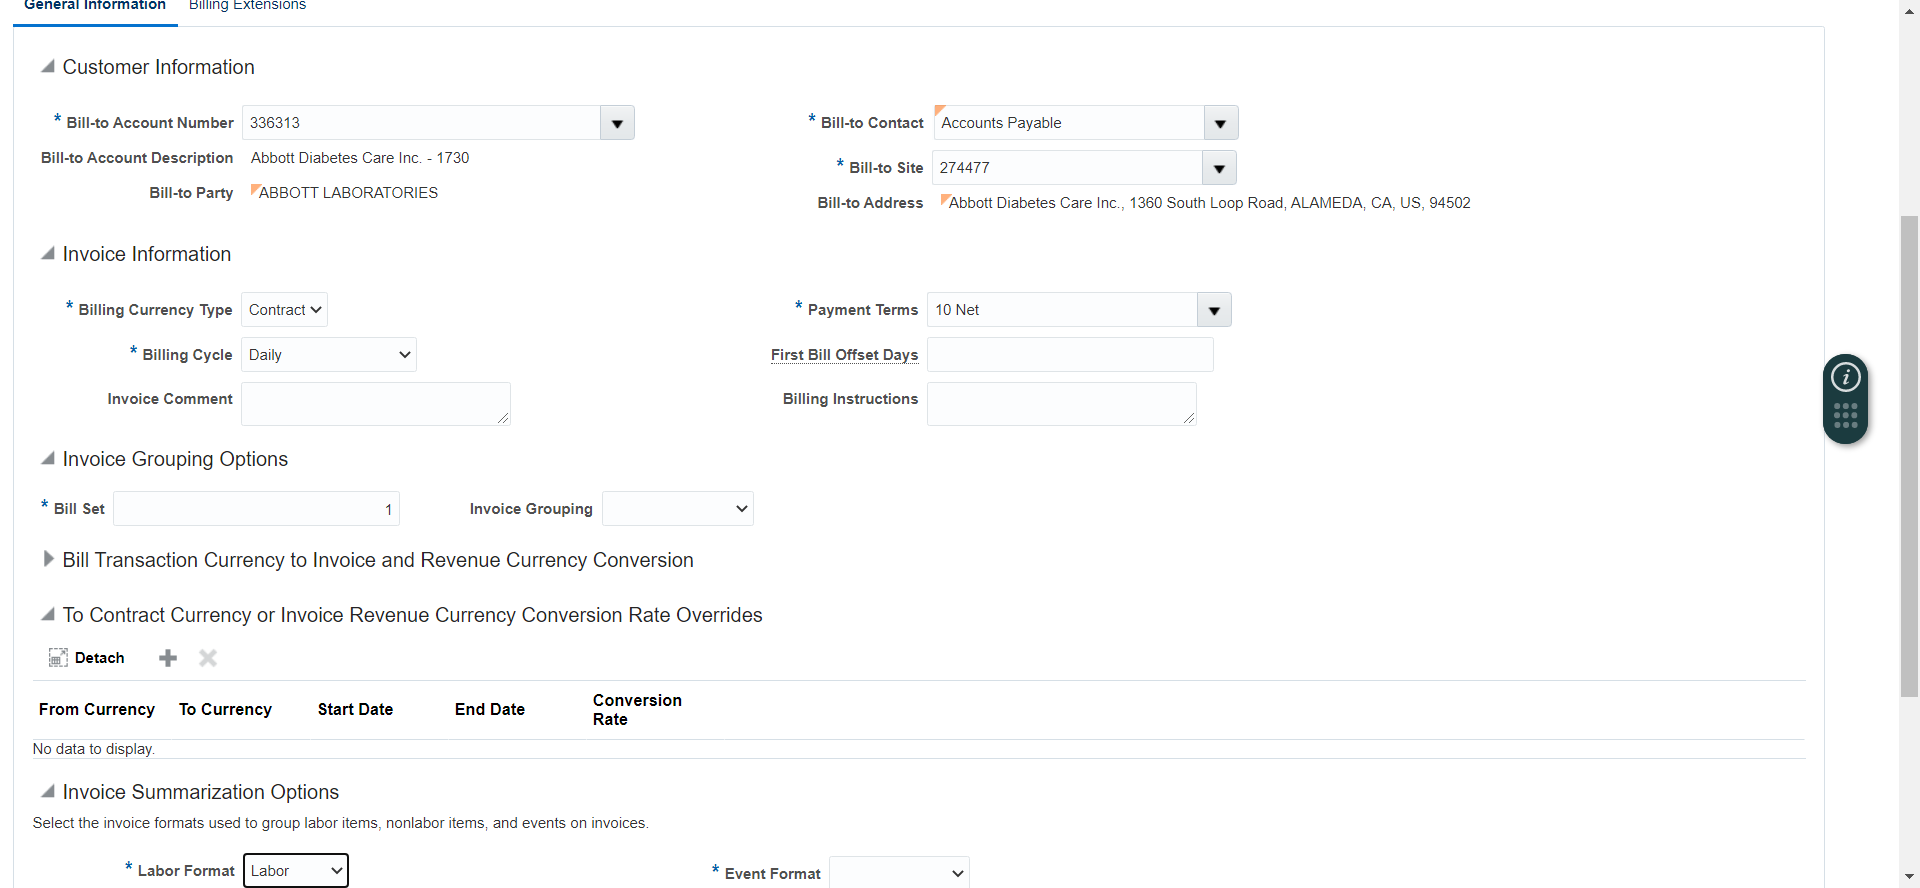 General Information Billing Extensions
Customer Information
* Bill-to Account Number 336313
* Bill-to Contact Accounts Payable
Bill-to Account Description Abbott Diabetes Care Inc. - 1730
* Bill-to Site 274477
Bill-to Party ABBOTT LABORATORIES
Bill-to Address Abbott Diabetes Care Inc., 1360 South Loop Road, ALAMEDA, CA, US, 94502
Invoice Information
* Billing Currency Type Contract
* Payment Terms 10 Net
* Billing Cycle Daily
First Bill Offset Days
Invoice Comment
Billing Instructions
Invoice Grouping Options
* Bill Set 1 Invoice Grouping
Bill Transaction Currency to Invoice and Revenue Currency Conversion
To Contract Currency or Invoice Revenue Currency Conversion Rate Overrides
Detach
From Currency To Currency Start Date End Date Conversion Rate
No data to display.
Invoice Summarization Options
Select the invoice formats used to group labor items, nonlabor items, and events on invoices.
* Labor Format Labor
* Event Format